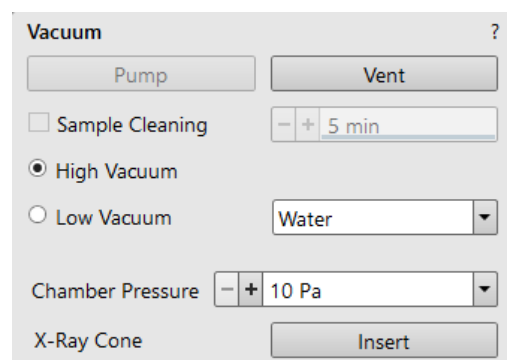 Vacuum ?
Pump Vent
Sample Cleaning - + 5 min
High Vacuum
Low Vacuum Water
Chamber Pressure - + 10 Pa
X-Ray Cone Insert